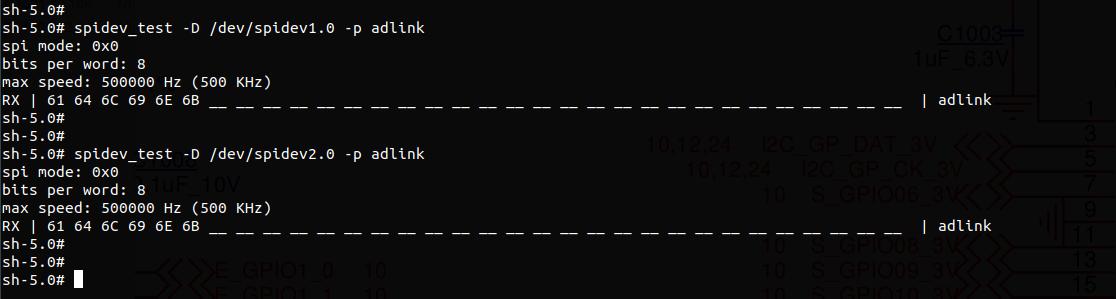 sh-5.0#
sh-5.0# spidev_test -D /dev/spidev1.0 -p adlink
spi mode: 0x0
bits per word: 8
max speed: 500000 Hz (500 KHz)
RX | 61 64 6C 69 6E 6B __ __ __ __ __ __ __ __ __ __ __ __ __ __ __ __ __ __ __ __ __ __ __ __ __ __ | adlink
sh-5.0#
sh-5.0#
sh-5.0# spidev_test -D /dev/spidev2.0 -p adlink
spi mode: 0x0
bits per word: 8
max speed: 500000 Hz (500 KHz)
RX | 61 64 6C 69 6E 6B __ __ __ __ __ __ __ __ __ __ __ __ __ __ __ __ __ __ __ __ __ __ __ __ __ __ | adlink
sh-5.0#
sh-5.0#
sh-5.0#
C1003
1uF_6.3V
1
3
10,12,24 I2C_GP_DAT_3V
5
10,12,24 I2C_GP_CK_3V
7
10 S_GPIO06_3V
9
11
10 S_GPIO08_3V
13
10 S_GPIO09_3V
15
1uF_10V
E_GPIO1_0 10